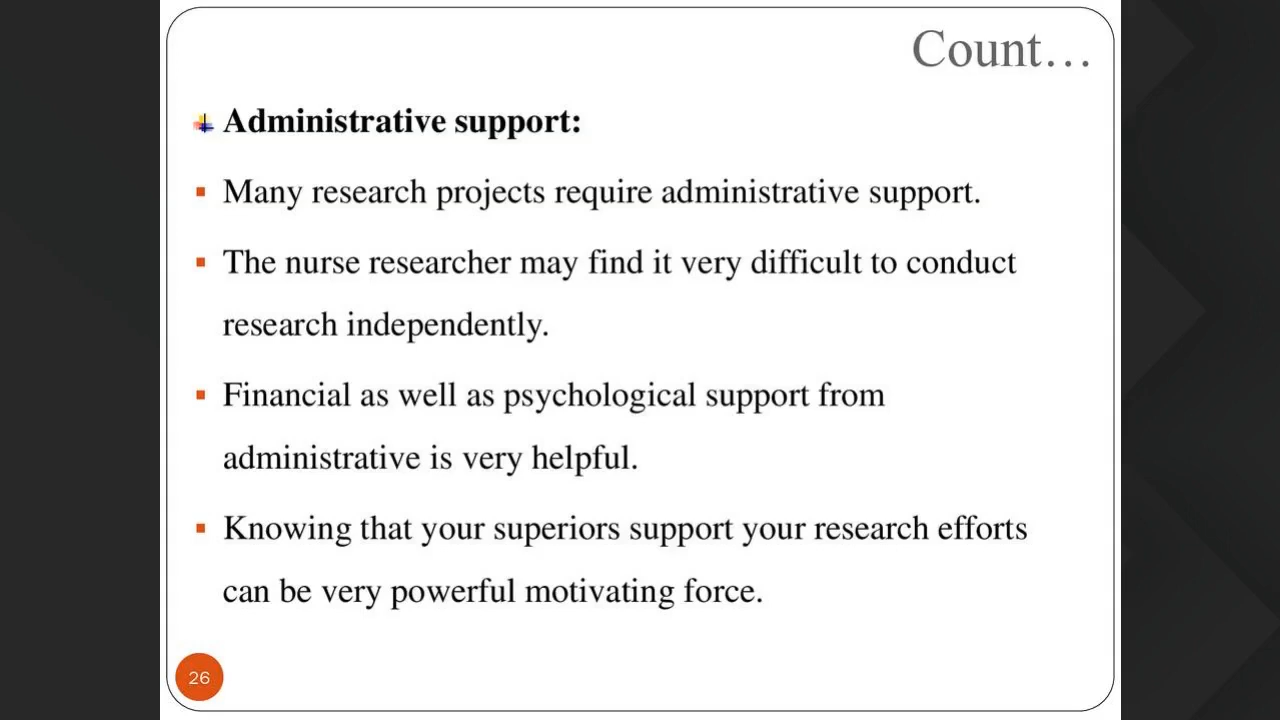 Count…
Administrative support:
Many research projects require administrative support.
The nurse researcher may find it very difficult to conduct
research independently.
Financial as well as psychological support from
administrative is very helpful.
Knowing that your superiors support your research efforts
can be very powerful motivating force.
26